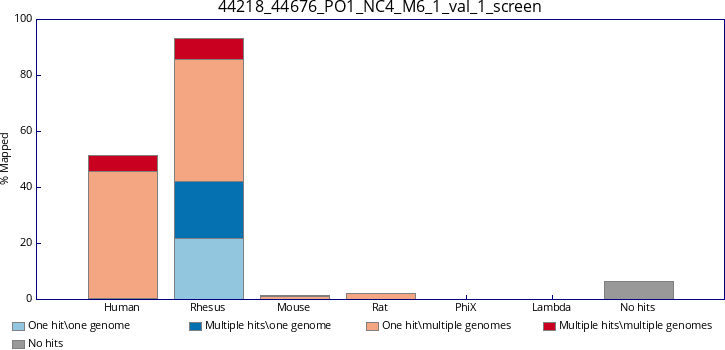 44218_44676_PO1_NC4_M6_1_val_1_screen
100
80
60
40
20
0
% Mapped
Human Rhesus Mouse Rat PhiX Lambda No hits
One hit\one genome Multiple hits\one genome One hit\multiple genomes Multiple hits\multiple genomes
No hits